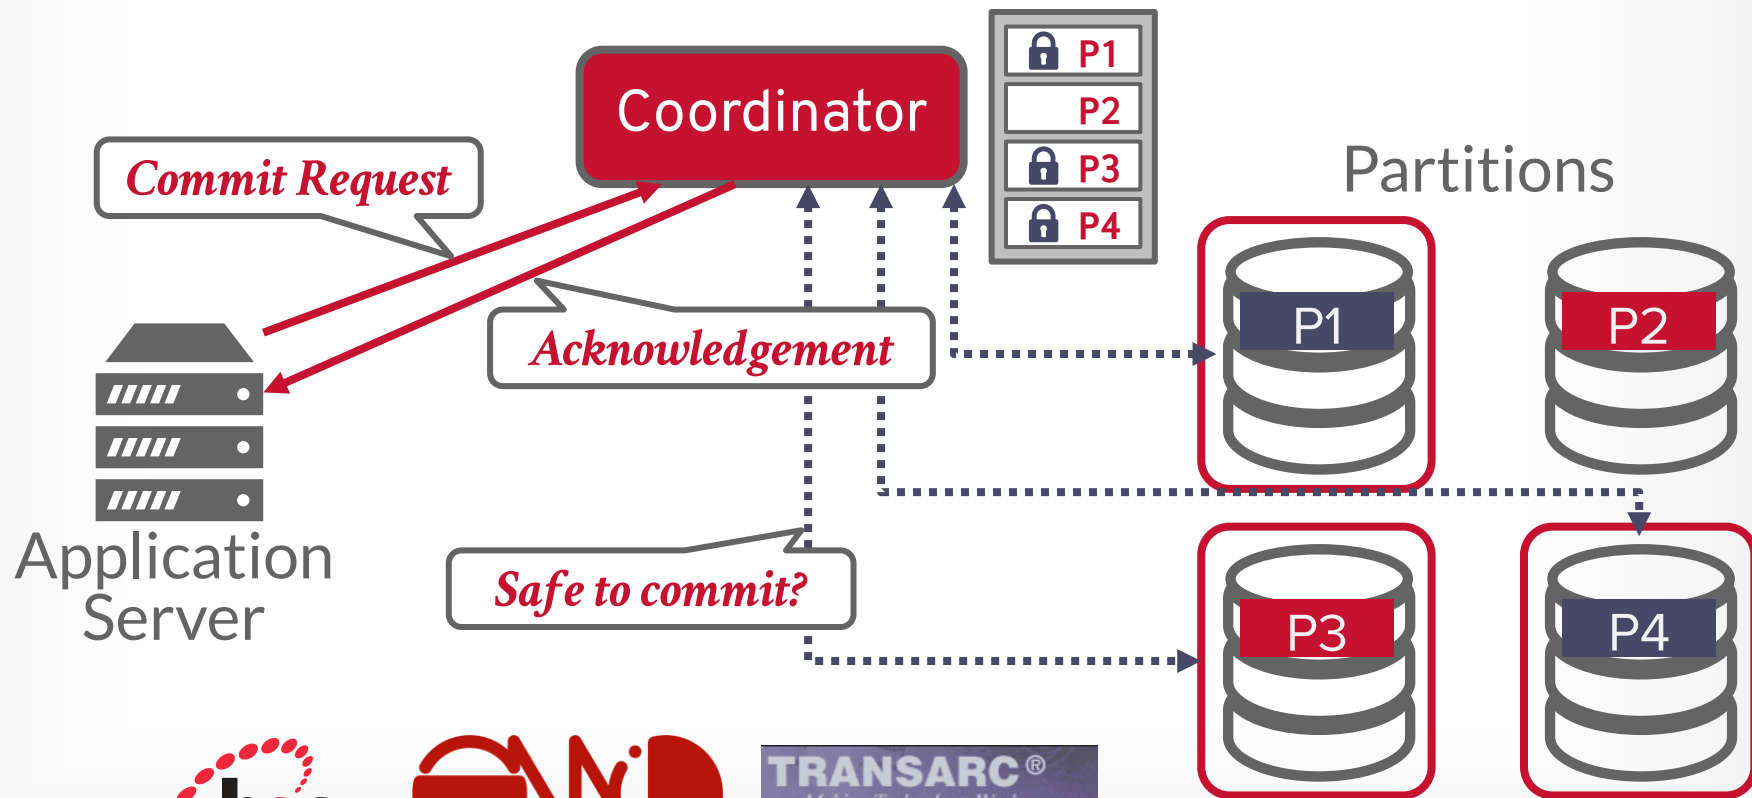 Coordinator
P1
P2
P3
P4
Commit Request
Partitions
Acknowledgement
P1
P2
Application
Server
Safe to commit?
P3
P4
TRANSARC®